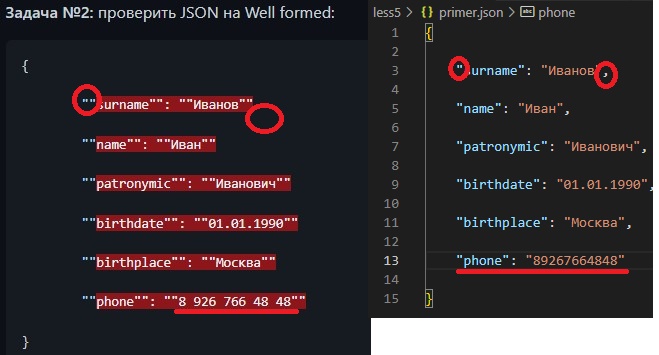 Задача №2: проверить JSON на Well formed:
{
""surname"": ""Иванов""
""name"": ""Иван""
""patronymic"": ""Иванович""
""birthdate"": ""01.01.1990""
""birthplace"": ""Москва""
""phone"": ""8 926 766 48 48""
}
less5 > {} primer.json > abc phone
1 {
2
3 "surname": "Иванов",
4
5 "name": "Иван",
6
7 "patronymic": "Иванович",
8
9 "birthdate": "01.01.1990",
10
11 "birthplace": "Москва",
12
13 "phone": "89267664848"
14
15 }